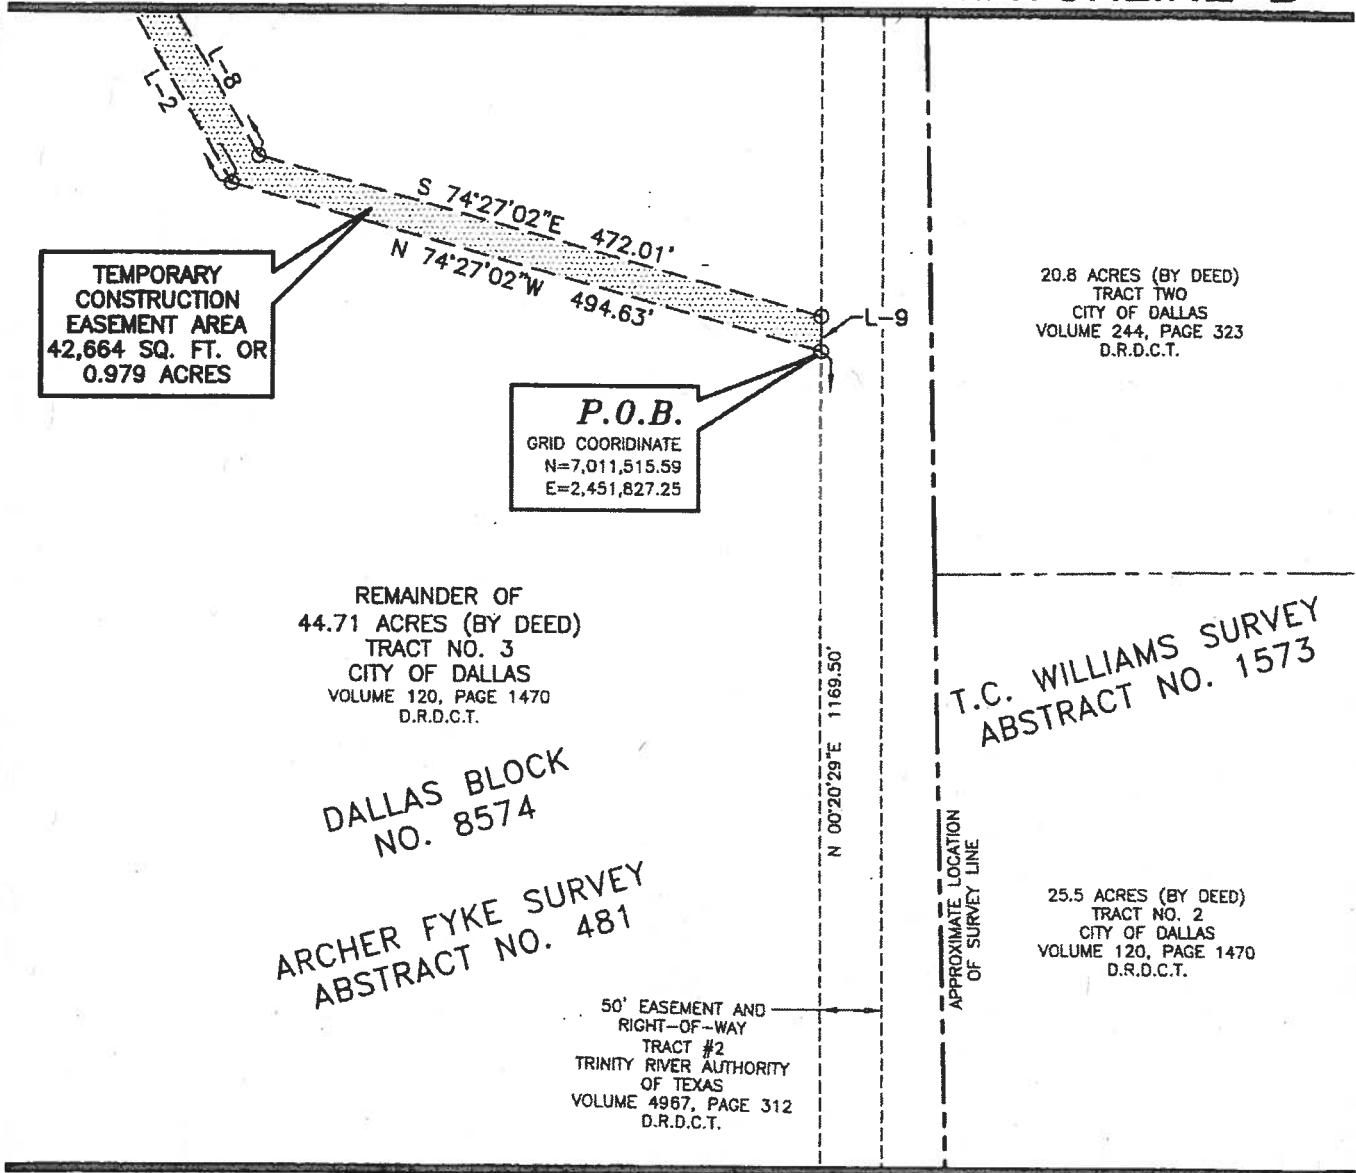 L-8
L-2
S 74°27'02"E 472.01'
N 74°27'02"W 494.63'
L-9
TEMPORARY
CONSTRUCTION
EASEMENT AREA
42,664 SQ. FT. OR
0.979 ACRES
P.O.B.
GRID COORIDINATE
N=7,011,515.59
E=2,451,827.25
20.8 ACRES (BY DEED)
TRACT TWO
CITY OF DALLAS
VOLUME 244, PAGE 323
D.R.D.C.T.
REMAINDER OF
44.71 ACRES (BY DEED)
TRACT NO. 3
CITY OF DALLAS
VOLUME 120, PAGE 1470
D.R.D.C.T.
N 00°20'29"E 1169.50'
T.C. WILLIAMS SURVEY
ABSTRACT NO. 1573
DALLAS BLOCK
NO. 8574
ARCHER FYKE SURVEY
ABSTRACT NO. 481
APPROXIMATE LOCATION
OF SURVEY LINE
25.5 ACRES (BY DEED)
TRACT NO. 2
CITY OF DALLAS
VOLUME 120, PAGE 1470
D.R.D.C.T.
50' EASEMENT AND
RIGHT-OF-WAY
TRACT #2
TRINITY RIVER AUTHORITY
OF TEXAS
VOLUME 4967, PAGE 312
D.R.D.C.T.